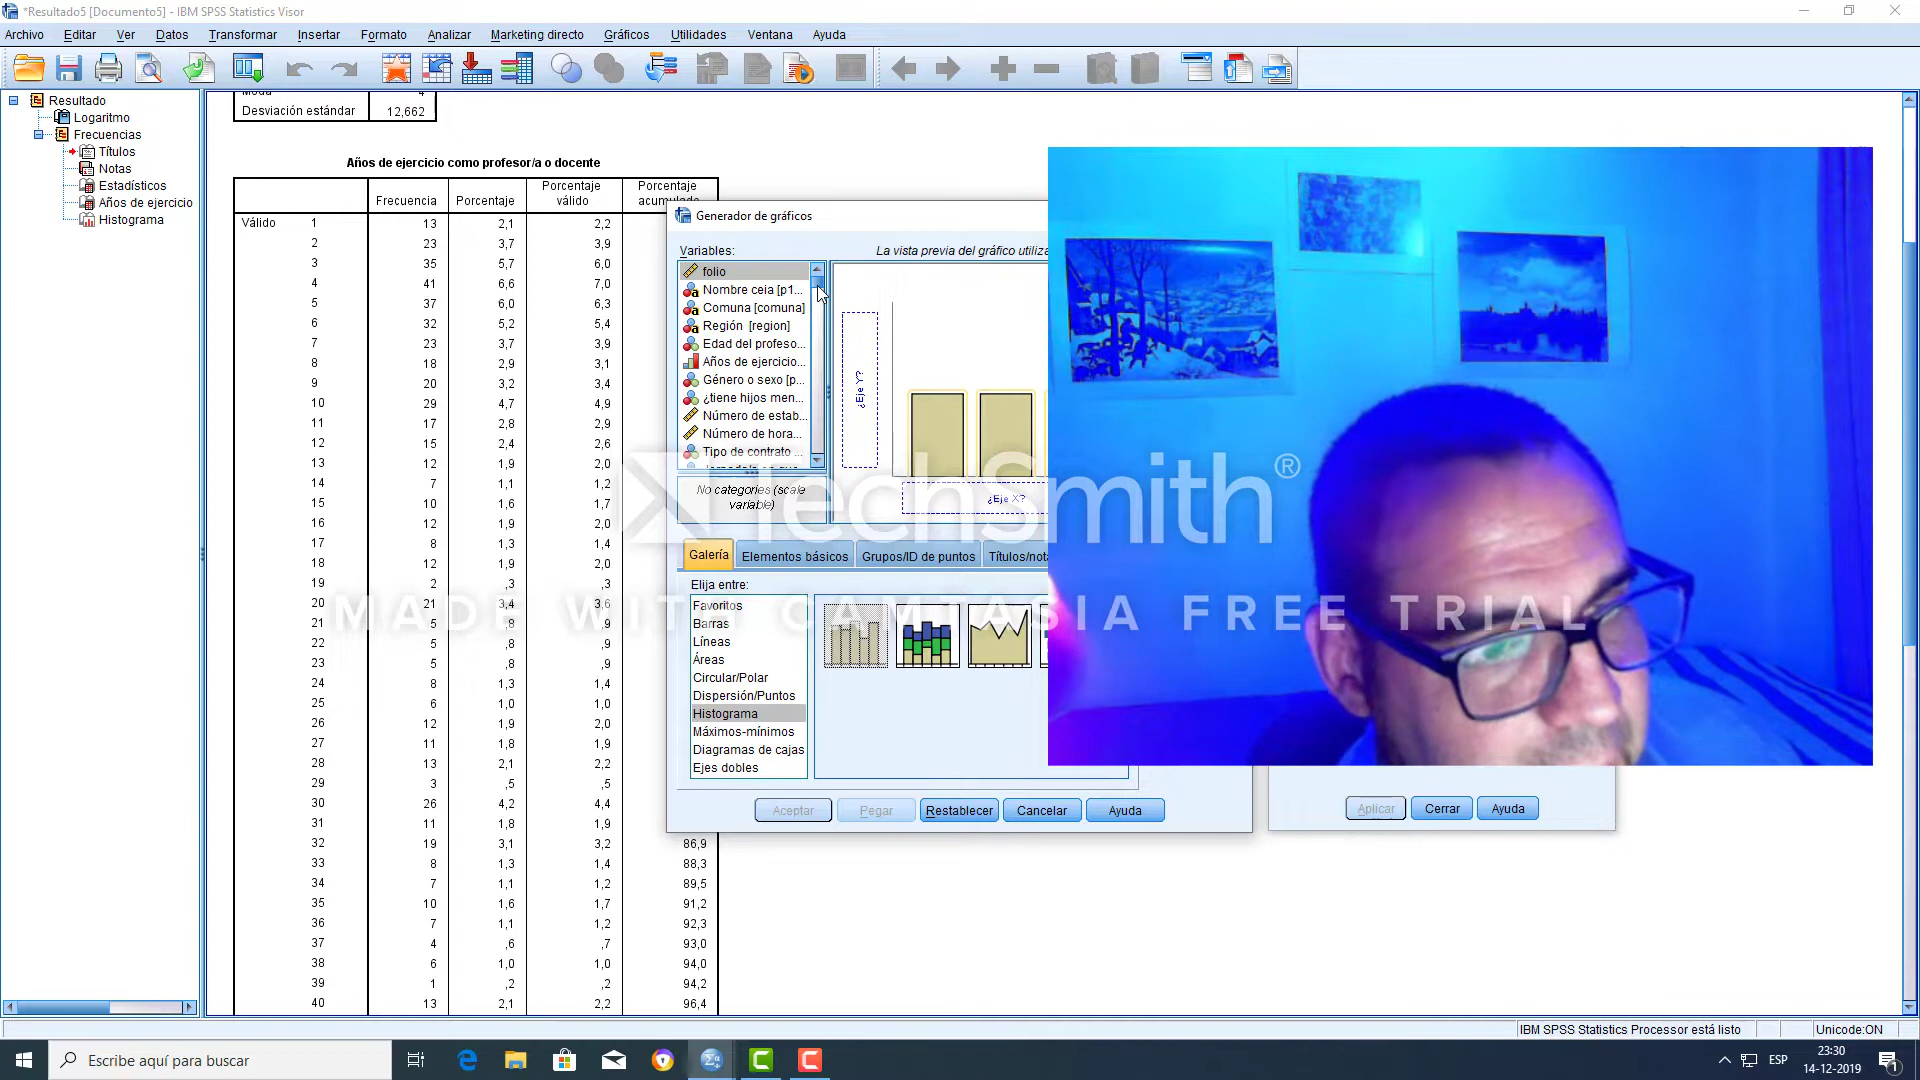 *Resultado5 [Documento5] - IBM SPSS Statistics Visor
Archivo Editar Ver Datos Transformar Insertar Formato Analizar Marketing directo Gráficos Utilidades Ventana Ayuda
Resultado
Logaritmo
Frecuencias
Títulos
Notas
Estadísticos
Años de ejercicio
Histograma
Moda 4
Desviación estándar 12,662
Años de ejercicio como profesor/a o docente
Frecuencia Porcentaje Porcentaje válido Porcentaje acumulado
Válido 1 13 2,1 2,2
2 23 3,7 3,9
3 35 5,7 6,0
4 41 6,6 7,0
5 37 6,0 6,3
6 32 5,2 5,4
7 23 3,7 3,9
8 18 2,9 3,1
9 20 3,2 3,4
10 29 4,7 4,9
11 17 2,8 2,9
12 15 2,4 2,6
13 12 1,9 2,0
14 7 1,1 1,2
15 10 1,6 1,7
16 12 1,9 2,0
17 8 1,3 1,4
18 12 1,9 2,0
19 2 ,3 ,3
20 21 3,4 3,6
21 5 ,8 ,9
22 5 ,8 ,9
23 5 ,8 ,9
24 8 1,3 1,4
25 6 1,0 1,0
26 12 1,9 2,0
27 11 1,8 1,9
28 13 2,1 2,2
29 3 ,5 ,5
30 26 4,2 4,4
31 11 1,8 1,9
32 19 3,1 3,2 86,9
33 8 1,3 1,4 88,3
34 7 1,1 1,2 89,5
35 10 1,6 1,7 91,2
36 7 1,1 1,2 92,3
37 4 ,6 ,7 93,0
38 6 1,0 1,0 94,0
39 1 ,2 ,2 94,2
40 13 2,1 2,2 96,4
Generador de gráficos
Variables:
La vista previa del gráfico utiliza
folio
Nombre ceia [p1...
Comuna [comuna]
Región [region]
Edad del profeso...
Años de ejercicio...
Género o sexo [p...
¿tiene hijos men...
Número de estab...
Número de hora...
Tipo de contrato ...
No categories (scale
variable)
¿Eje Y?
¿Eje X?
Galería Elementos básicos Grupos/ID de puntos Títulos/nota
Elija entre:
Favoritos
Barras
Líneas
Áreas
Circular/Polar
Dispersión/Puntos
Histograma
Máximos-mínimos
Diagramas de cajas
Ejes dobles
Aceptar Pegar Restablecer Cancelar Ayuda
Aplicar Cerrar Ayuda
TechSmith®
MADE WITH CAMTASIA FREE TRIAL
IBM SPSS Statistics Processor está listo Unicode:ON
Escribe aquí para buscar
ESP
23:30
14-12-2019
1